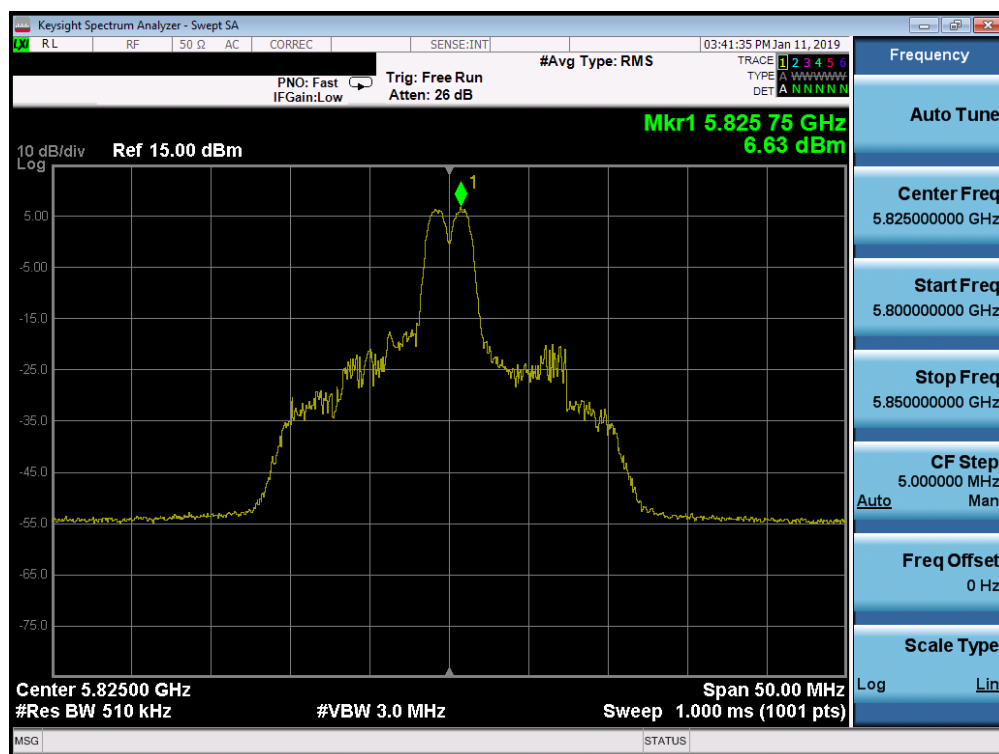 Keysight Spectrum Analyzer - Swept SA
LXI RL RF 50 Ω AC CORREC SENSE:INT 03:41:35 PM Jan 11, 2019
#Avg Type: RMS TRACE 1 2 3 4 5 6
PNO: Fast Trig: Free Run TYPE A WWWWW
IFGain:Low Atten: 26 dB DET A N N N N N
Mkr1 5.825 75 GHz
6.63 dBm
10 dB/div Ref 15.00 dBm
Log
1
5.00
-5.00
-15.0
-25.0
-35.0
-45.0
-55.0
-65.0
-75.0
Center 5.82500 GHz Span 50.00 MHz
#Res BW 510 kHz #VBW 3.0 MHz Sweep 1.000 ms (1001 pts)
MSG STATUS
Frequency
Auto Tune
Center Freq
5.825000000 GHz
Start Freq
5.800000000 GHz
Stop Freq
5.850000000 GHz
CF Step
5.000000 MHz
Auto Man
Freq Offset
0 Hz
Scale Type
Log Lin